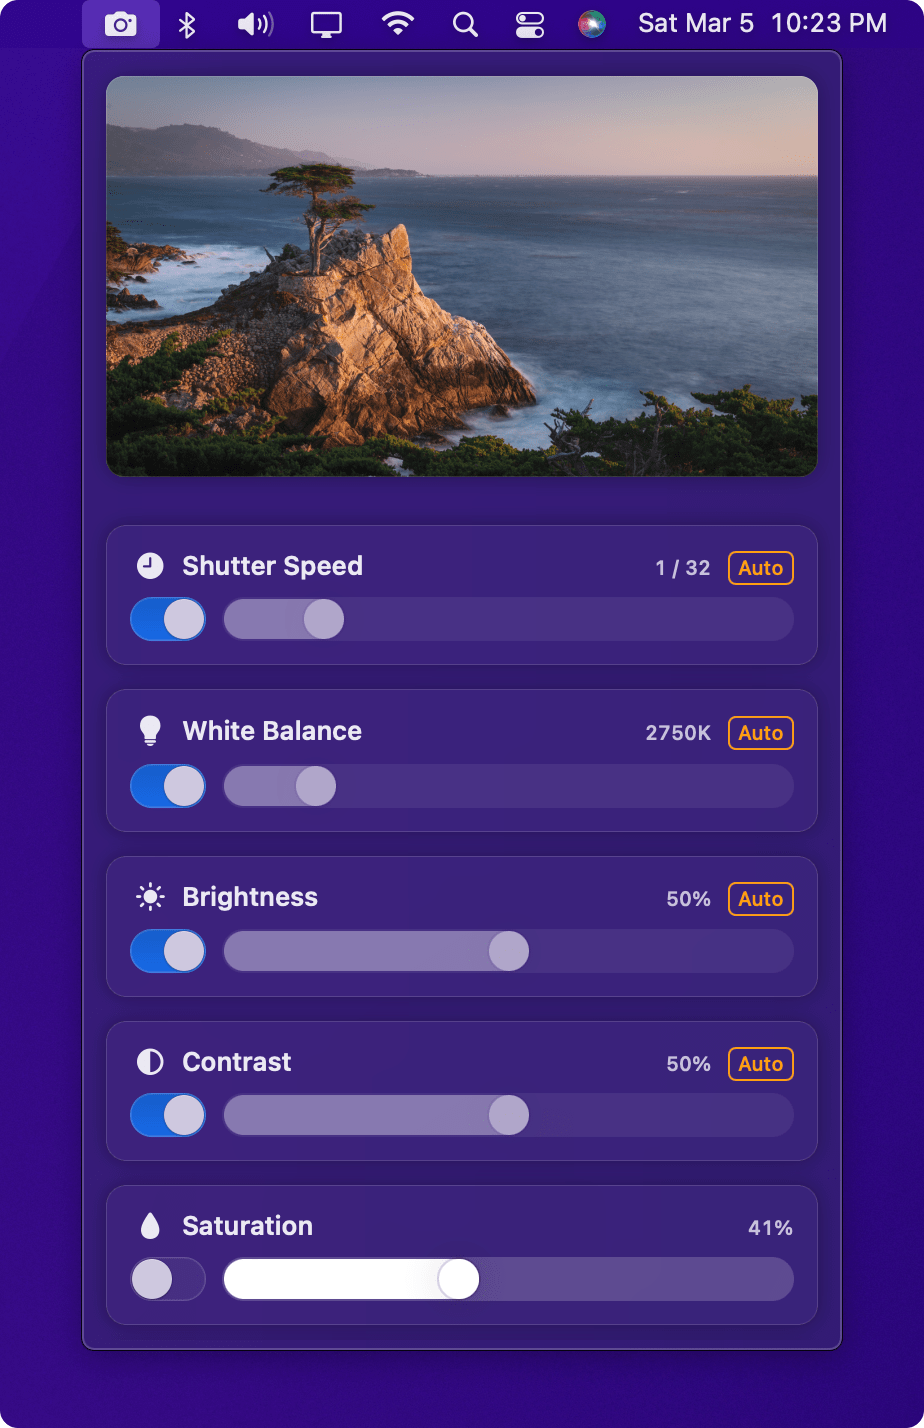 Sat Mar 5 10:23 PM
Shutter Speed 1 / 32 Auto
White Balance 2750K Auto
Brightness 50% Auto
Contrast 50% Auto
Saturation 41%